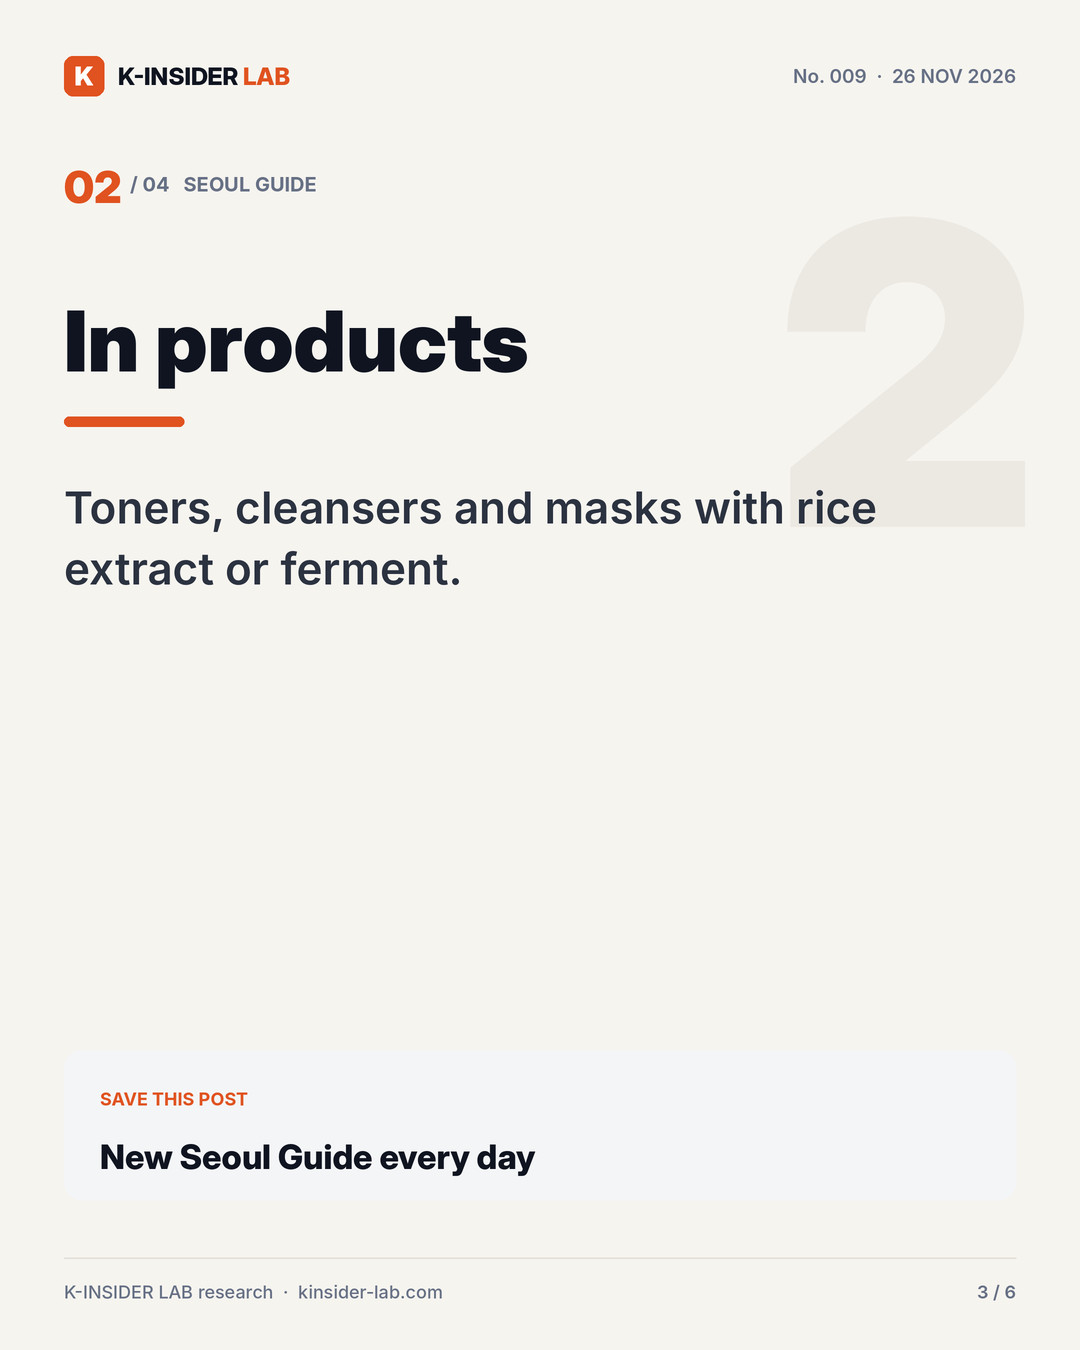 K K-INSIDER LAB
No. 009 · 26 NOV 2026
02 / 04 SEOUL GUIDE
2
In products
Toners, cleansers and masks with rice
extract or ferment.
SAVE THIS POST
New Seoul Guide every day
K-INSIDER LAB research · kinsider-lab.com
3 / 6